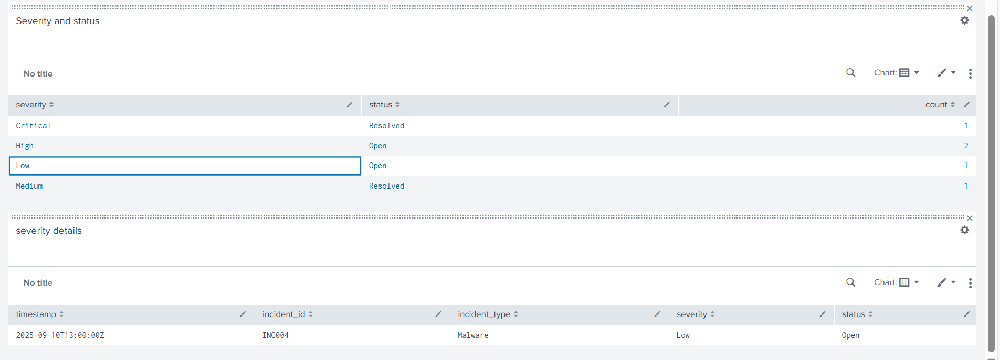 Severity and status
No title
Chart:
severity status count
Critical Resolved 1
High Open 2
Low Open 1
Medium Resolved 1
severity details
No title
Chart:
timestamp incident_id incident_type severity status
2025-09-10T13:00:00Z INC004 Malware Low Open